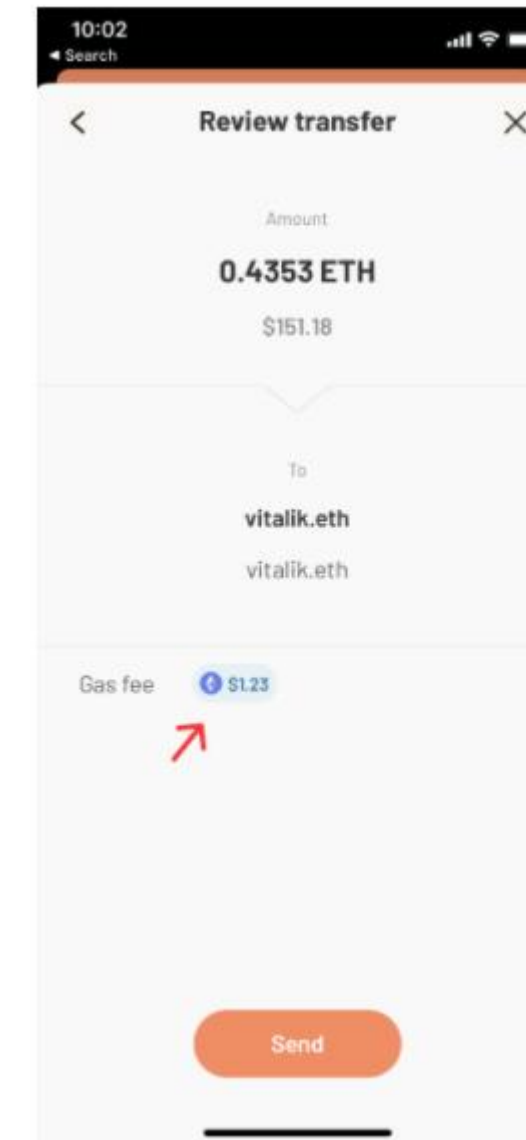 10:02
Search
Review transfer
Amount
0.4353 ETH
$151.18
To
vitalik.eth
vitalik.eth
Gas fee $1.23
Send